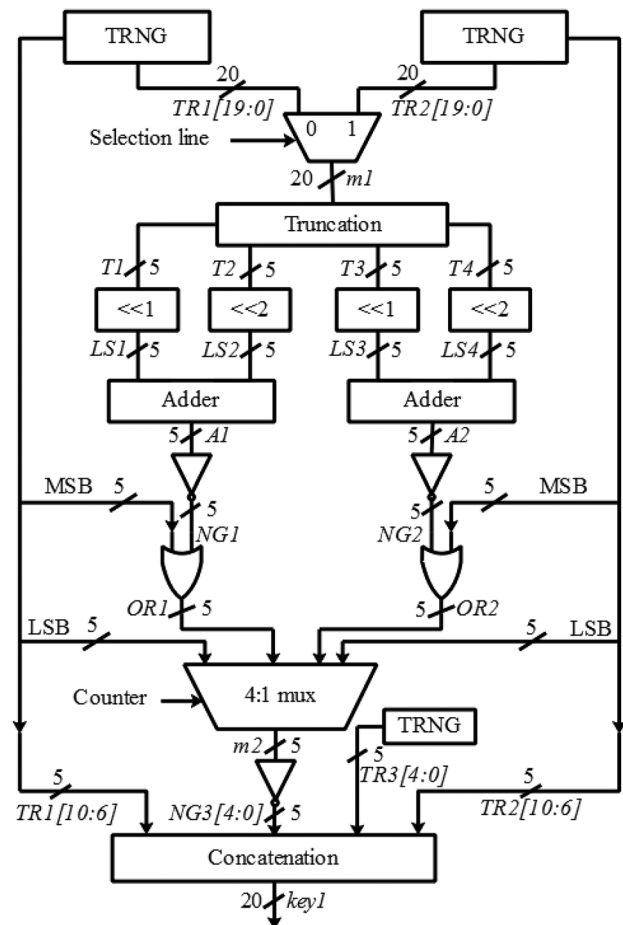 TRNG TRNG
20 20
TR1[19:0] TR2[19:0]
0 1
Selection line
20 m1
Truncation
T1 5 T2 5 T3 5 T4 5
<<1 <<2 <<1 <<2
LS1 5 LS2 5 LS3 5 LS4 5
Adder Adder
5 A1 5 A2
MSB 5 5 5 5 MSB
NG1 NG2
OR1 5 5 OR2
LSB 5 5 LSB
Counter 4:1 mux
TRNG
m2 5
5 5 5
TR1[10:6] TR3[4:0] TR2[10:6]
NG3[4:0] 5
Concatenation
20 key1